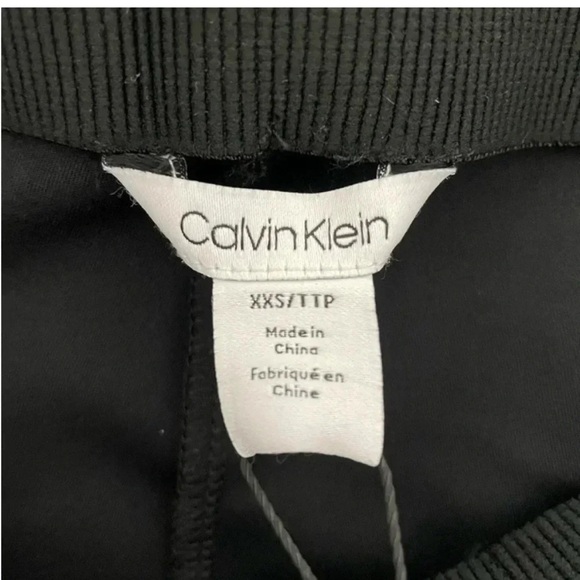 Calvin Klein
XXS/TTP
Made in
China
Fabriqué en
Chine